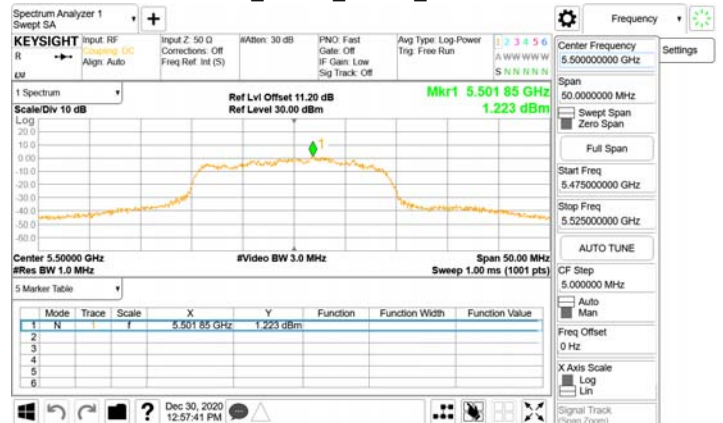 Spectrum Analyzer 1
Swept SA
+
Frequency
Settings
KEYSIGHT
R
Input: RF
Coupling: DC
Align: Auto
Input Z: 50 Ω
Corrections: Off
Freq Ref: Int (S)
#Atten: 30 dB
PNO: Fast
Gate: Off
IF Gain: Low
Sig Track: Off
Avg Type: Log-Power
Trig: Free Run
1 2 3 4 5 6
A W W W W W
S N N N N N
1 Spectrum
Scale/Div 10 dB
Log
Ref Lvl Offset 11.20 dB
Ref Level 30.00 dBm
Mkr1 5.501 85 GHz
1.223 dBm
1
20.0
10.0
0.00
-10.0
-20.0
-30.0
-40.0
-50.0
-60.0
Center 5.50000 GHz
#Res BW 1.0 MHz
#Video BW 3.0 MHz
Span 50.00 MHz
Sweep 1.00 ms (1001 pts)
5 Marker Table
Mode Trace Scale X Y Function Function Width Function Value
1 N 1 f 5.501 85 GHz 1.223 dBm
2
3
4
5
6
?
Dec 30, 2020
12:57:41 PM
Center Frequency
5.500000000 GHz
Span
50.0000000 MHz
Swept Span
Zero Span
Full Span
Start Freq
5.475000000 GHz
Stop Freq
5.525000000 GHz
AUTO TUNE
CF Step
5.000000 MHz
Auto
Man
Freq Offset
0 Hz
X Axis Scale
Log
Lin
Signal Track
(Span Zoom)